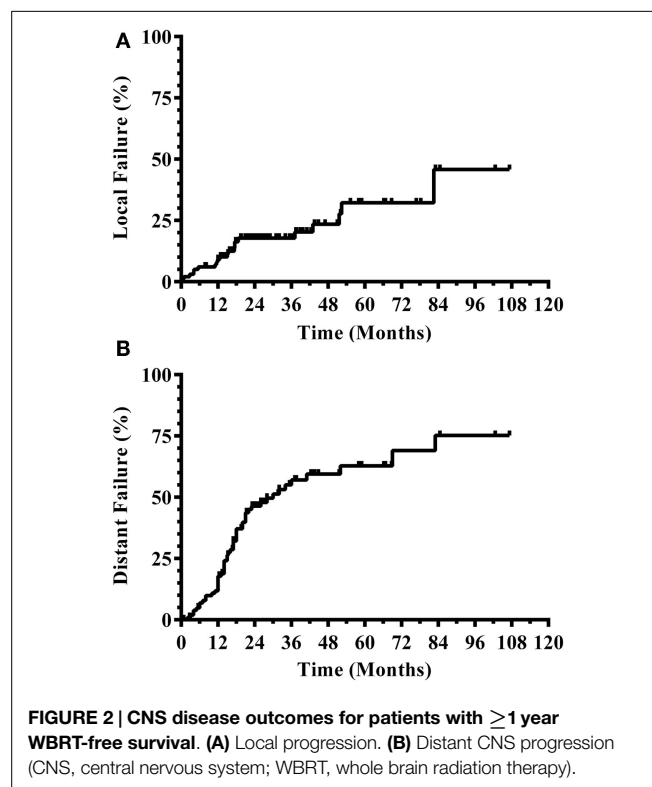 A
100
75
50
25
0
Local Failure (%)
0 12 24 36 48 60 72 84 96 108 120
Time (Months)
B
100
75
50
25
0
Distant Failure (%)
0 12 24 36 48 60 72 84 96 108 120
Time (Months)
FIGURE 2 | CNS disease outcomes for patients with ≥1 year
WBRT-free survival. (A) Local progression. (B) Distant CNS progression
(CNS, central nervous system; WBRT, whole brain radiation therapy).